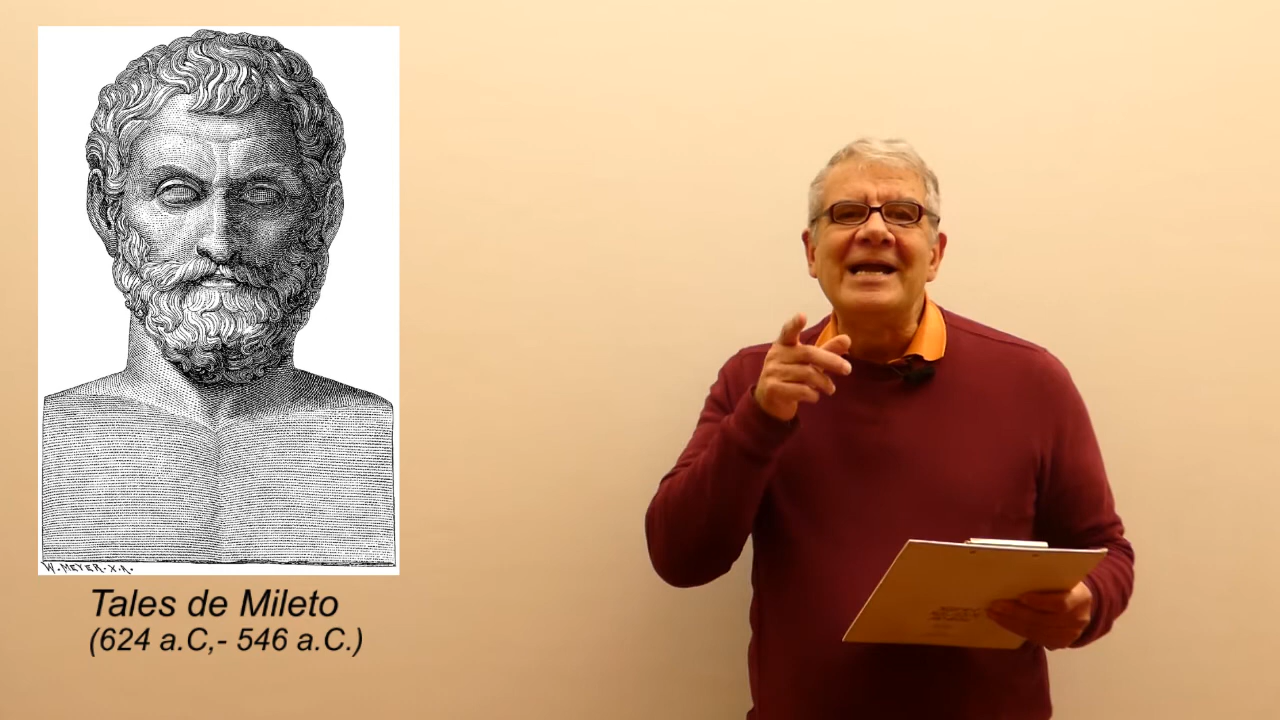 W. MEYER. X.A.
Tales de Mileto
(624 a.C,- 546 a.C.)